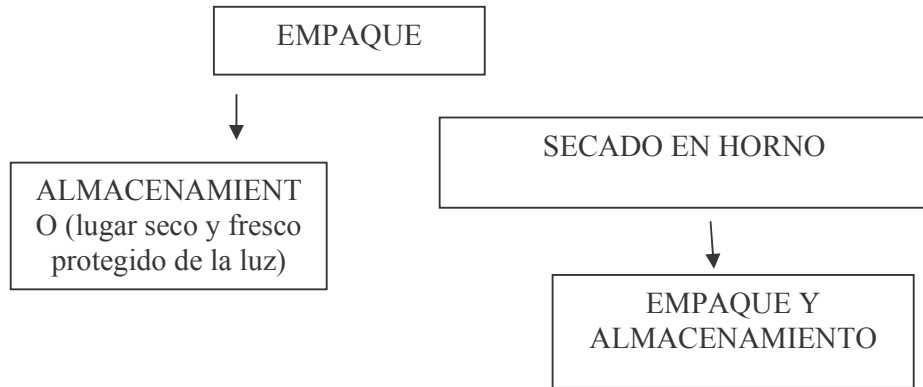 EMPAQUE
ALMACENAMIENT
O (lugar seco y fresco
protegido de la luz)
SECADO EN HORNO
EMPAQUE Y
ALMACENAMIENTO